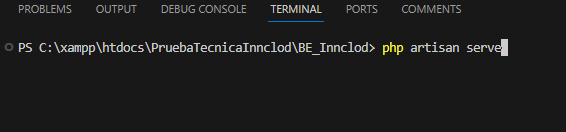 PROBLEMS OUTPUT DEBUG CONSOLE TERMINAL PORTS COMMENTS
PS C:\xampp\htdocs\PruebaTecnicaInnclod\BE_Innclod> php artisan serve